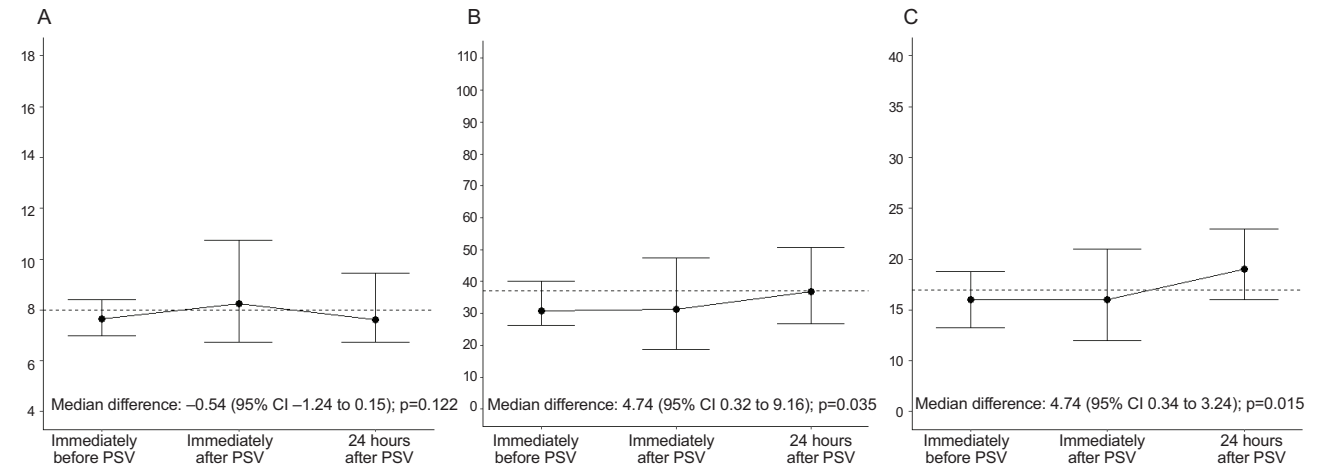 A
18
16
14
12
10
8
6
4
Median difference: –0.54 (95% CI –1.24 to 0.15); p=0.122
Immediately before PSV
Immediately after PSV
24 hours after PSV
B
110
100
90
80
70
60
50
40
30
20
10
0
Median difference: 4.74 (95% CI 0.32 to 9.16); p=0.035
Immediately before PSV
Immediately after PSV
24 hours after PSV
C
40
35
30
25
20
15
10
0
Median difference: 4.74 (95% CI 0.34 to 3.24); p=0.015
Immediately before PSV
Immediately after PSV
24 hours after PSV